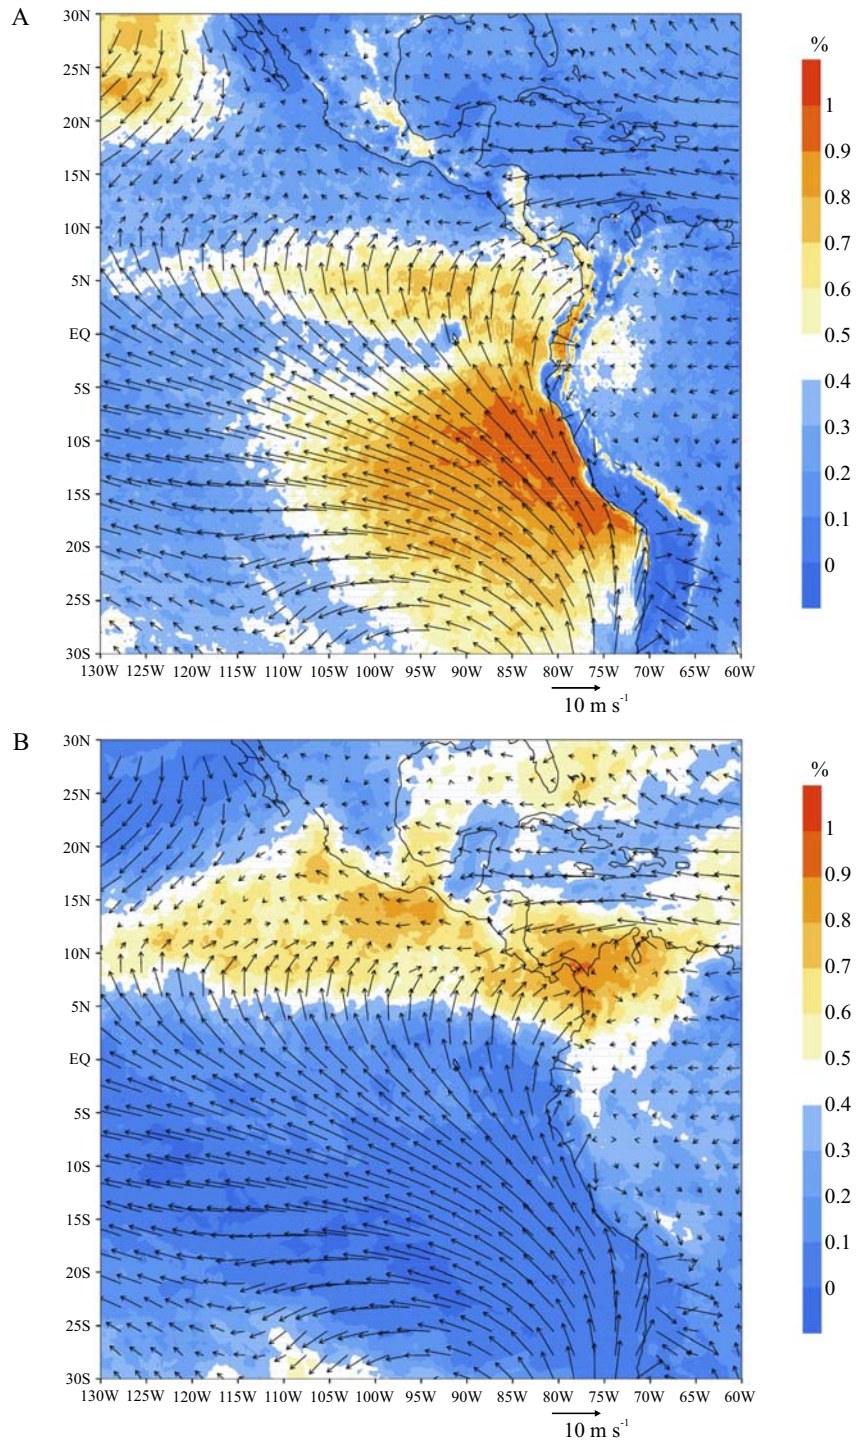 A
30N
25N
20N
15N
10N
5N
EQ
5S
10S
15S
20S
25S
30S
130W 125W 120W 115W 110W 105W 100W 95W 90W 85W 80W 75W 70W 65W 60W
10 m s-1
%
1
0.9
0.8
0.7
0.6
0.5
0.4
0.3
0.2
0.1
0
B
30N
25N
20N
15N
10N
5N
EQ
5S
10S
15S
20S
25S
30S
130W 125W 120W 115W 110W 105W 100W 95W 90W 85W 80W 75W 70W 65W 60W
10 m s-1
%
1
0.9
0.8
0.7
0.6
0.5
0.4
0.3
0.2
0.1
0